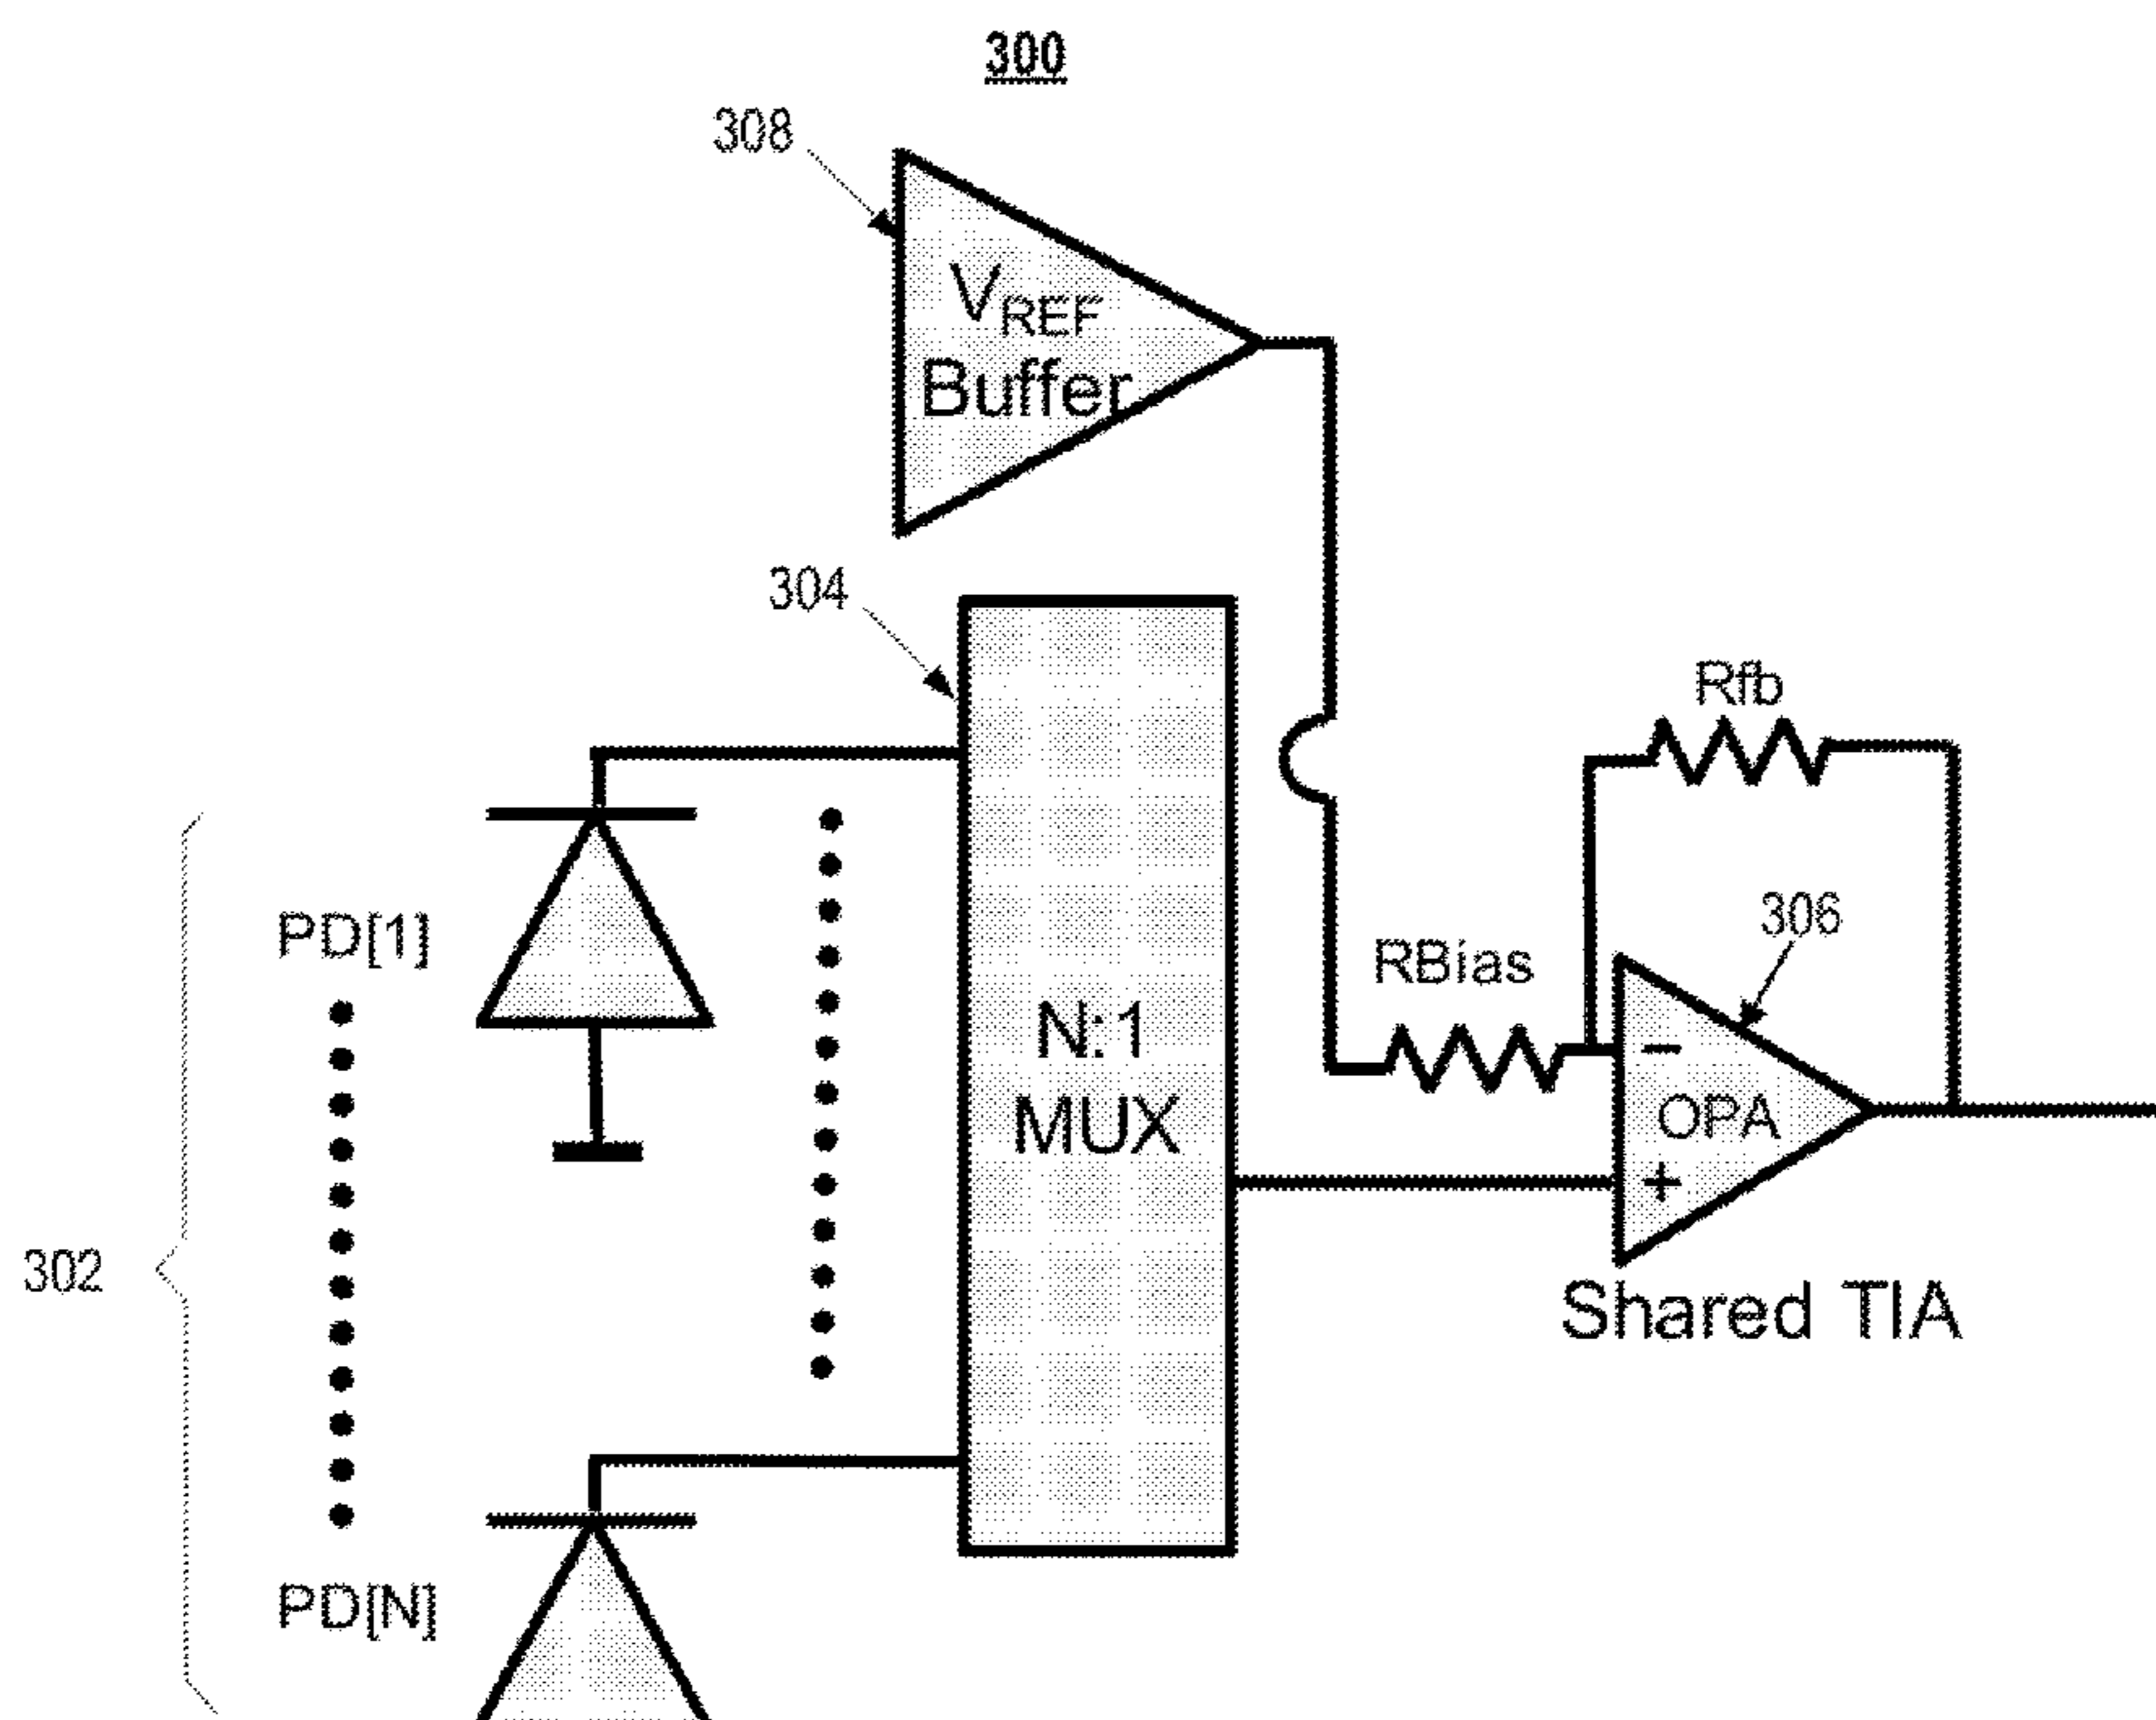 300
308
VREF
Buffer
304
Rfb
306
PD[1]
RBias
N:1
MUX
−
OPA
+
302
Shared TIA
PD[N]